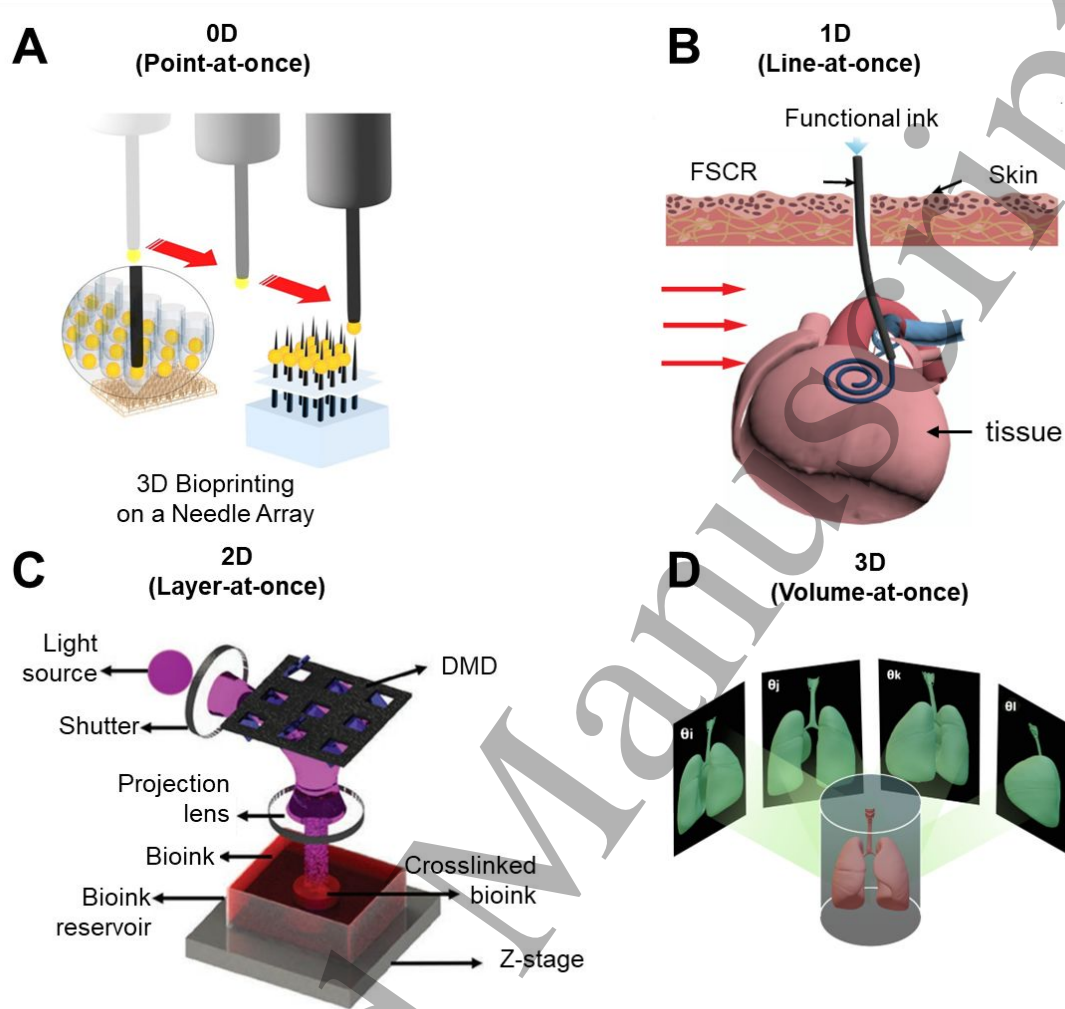 A
0D
(Point-at-once)
3D Bioprinting
on a Needle Array
B
1D
(Line-at-once)
Functional ink
FSCR
Skin
tissue
C
2D
(Layer-at-once)
Light
source
DMD
Shutter
Projection
lens
Bioink
Crosslinked
bioink
Bioink
reservoir
Z-stage
D
3D
(Volume-at-once)
θi
θj
θk
θl
Manuscript